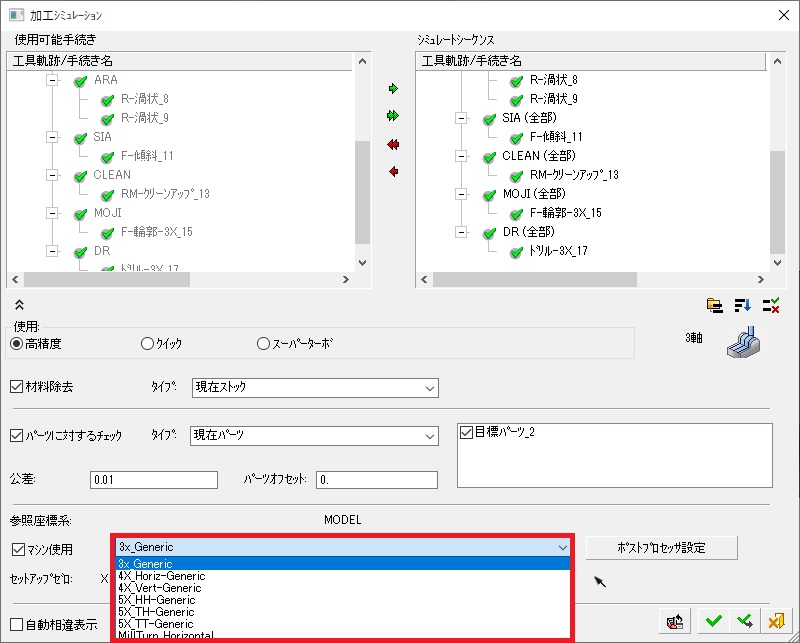 加工シミュレーション
使用可能手続き
工具軌跡/手続き名
ARA
R-渦状_8
R-渦状_9
SIA
F-傾斜_11
CLEAN
RM-クリーンアップ_13
MOJI
F-輪郭-3X_15
DR
ドリル-3X_17
シミュレートシーケンス
工具軌跡/手続き名
R-渦状_8
R-渦状_9
SIA (全部)
F-傾斜_11
CLEAN (全部)
RM-クリーンアップ_13
MOJI (全部)
F-輪郭-3X_15
DR (全部)
ドリル-3X_17
使用:
高精度 クイック スーパーターボ
3軸
材料除去 タイプ: 現在ストック
パーツに対するチェック タイプ: 現在パーツ
目標パーツ_2
公差: 0.01 パーツオフセット: 0.
参照座標系: MODEL
マシン使用 3x_Generic ポストプロセッサ設定
3x_Generic
4X_Horiz-Generic
4X_Vert-Generic
5X_HH-Generic
5X_TH-Generic
5X_TT-Generic
MillTurn_Horizontal
セットアップゼロ: X
自動相違表示